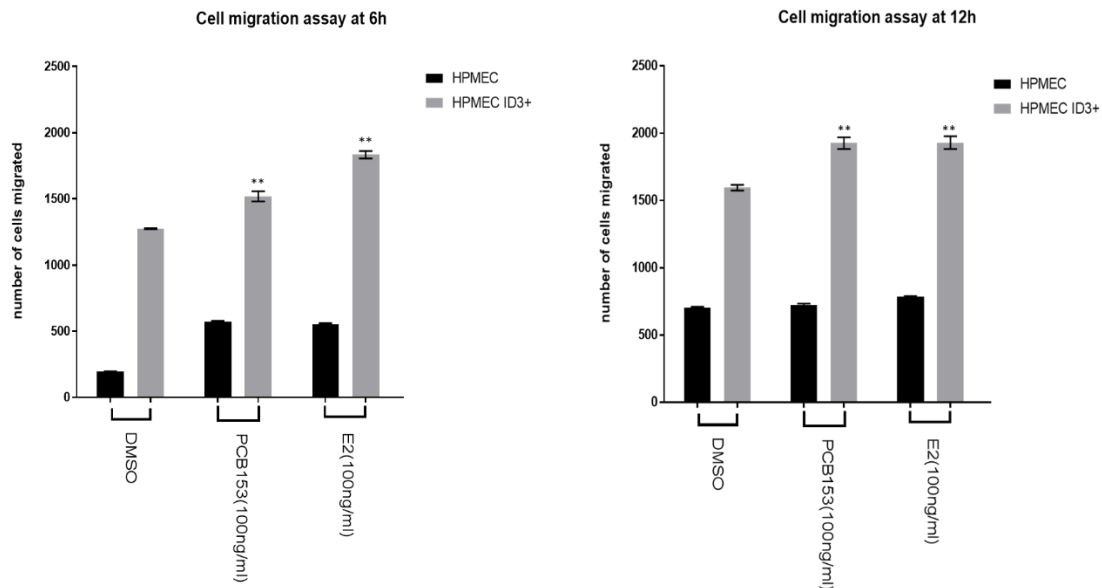 Cell migration assay at 6h
number of cells migrated
2500
2000
1500
1000
500
0
HPMEC
HPMEC ID3+
**
**
DMSO
PCB153(100ng/ml)
E2(100ng/ml)
Cell migration assay at 12h
number of cells migrated
2500
2000
1500
1000
500
0
HPMEC
HPMEC ID3+
**
**
DMSO
PCB153(100ng/ml)
E2(100ng/ml)